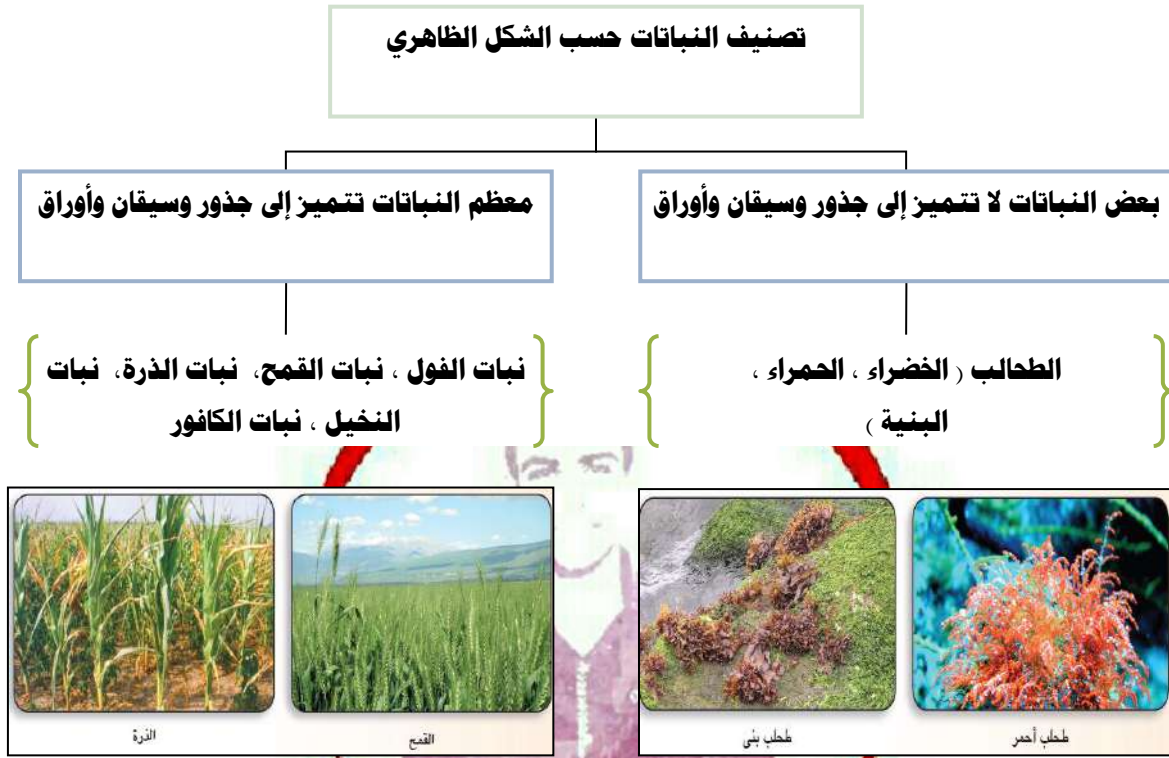 تصنيف النباتات حسب الشكل الظاهري
بعض النباتات لا تتميز إلى جذور وسيقان وأوراق
معظم النباتات تتميز إلى جذور وسيقان وأوراق
الطحالب ( الخضراء ، الحمراء ،
البنية )
نبات الفول ، نبات القمح، نبات الذرة، نبات
النخيل ، نبات الكافور
طحلب أحمر
طحلب بنى
القمح
الذرة